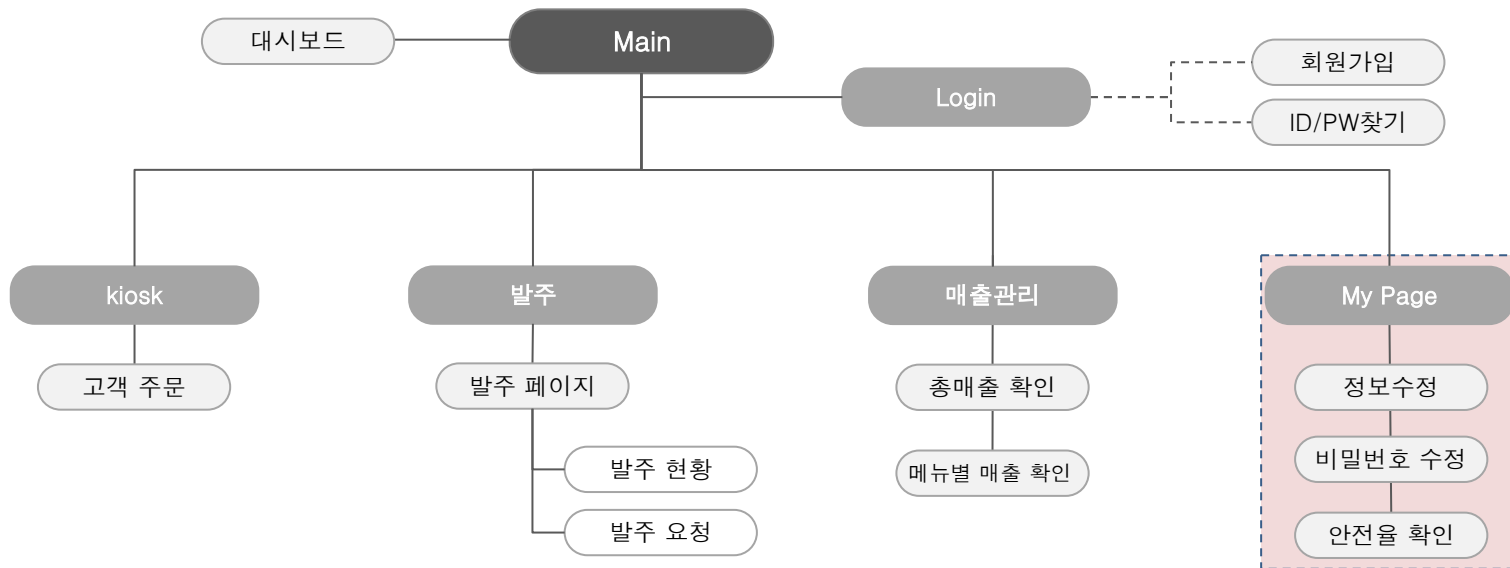 대시보드
Main
Login
회원가입
ID/PW찾기
kiosk
발주
매출관리
My Page
고객 주문
발주 페이지
총매출 확인
정보수정
발주 현황
메뉴별 매출 확인
비밀번호 수정
발주 요청
안전율 확인